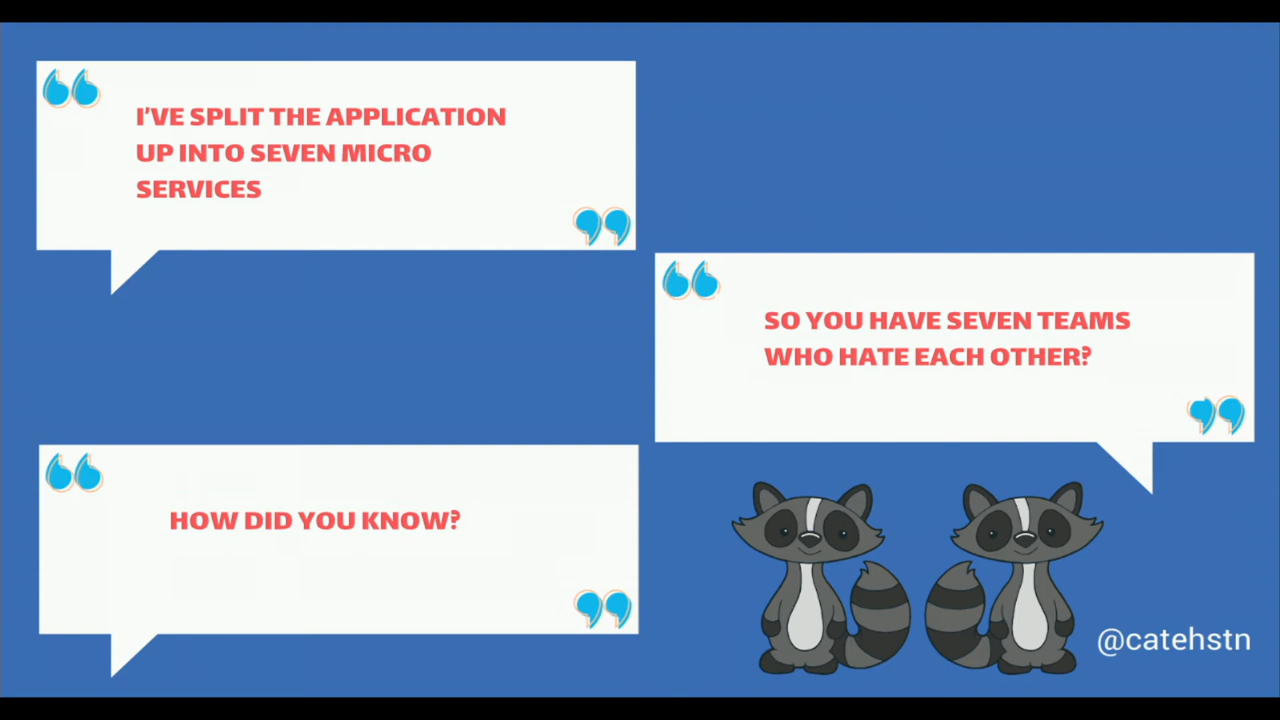 I'VE SPLIT THE APPLICATION
UP INTO SEVEN MICRO
SERVICES
SO YOU HAVE SEVEN TEAMS
WHO HATE EACH OTHER?
HOW DID YOU KNOW?
@catehstn